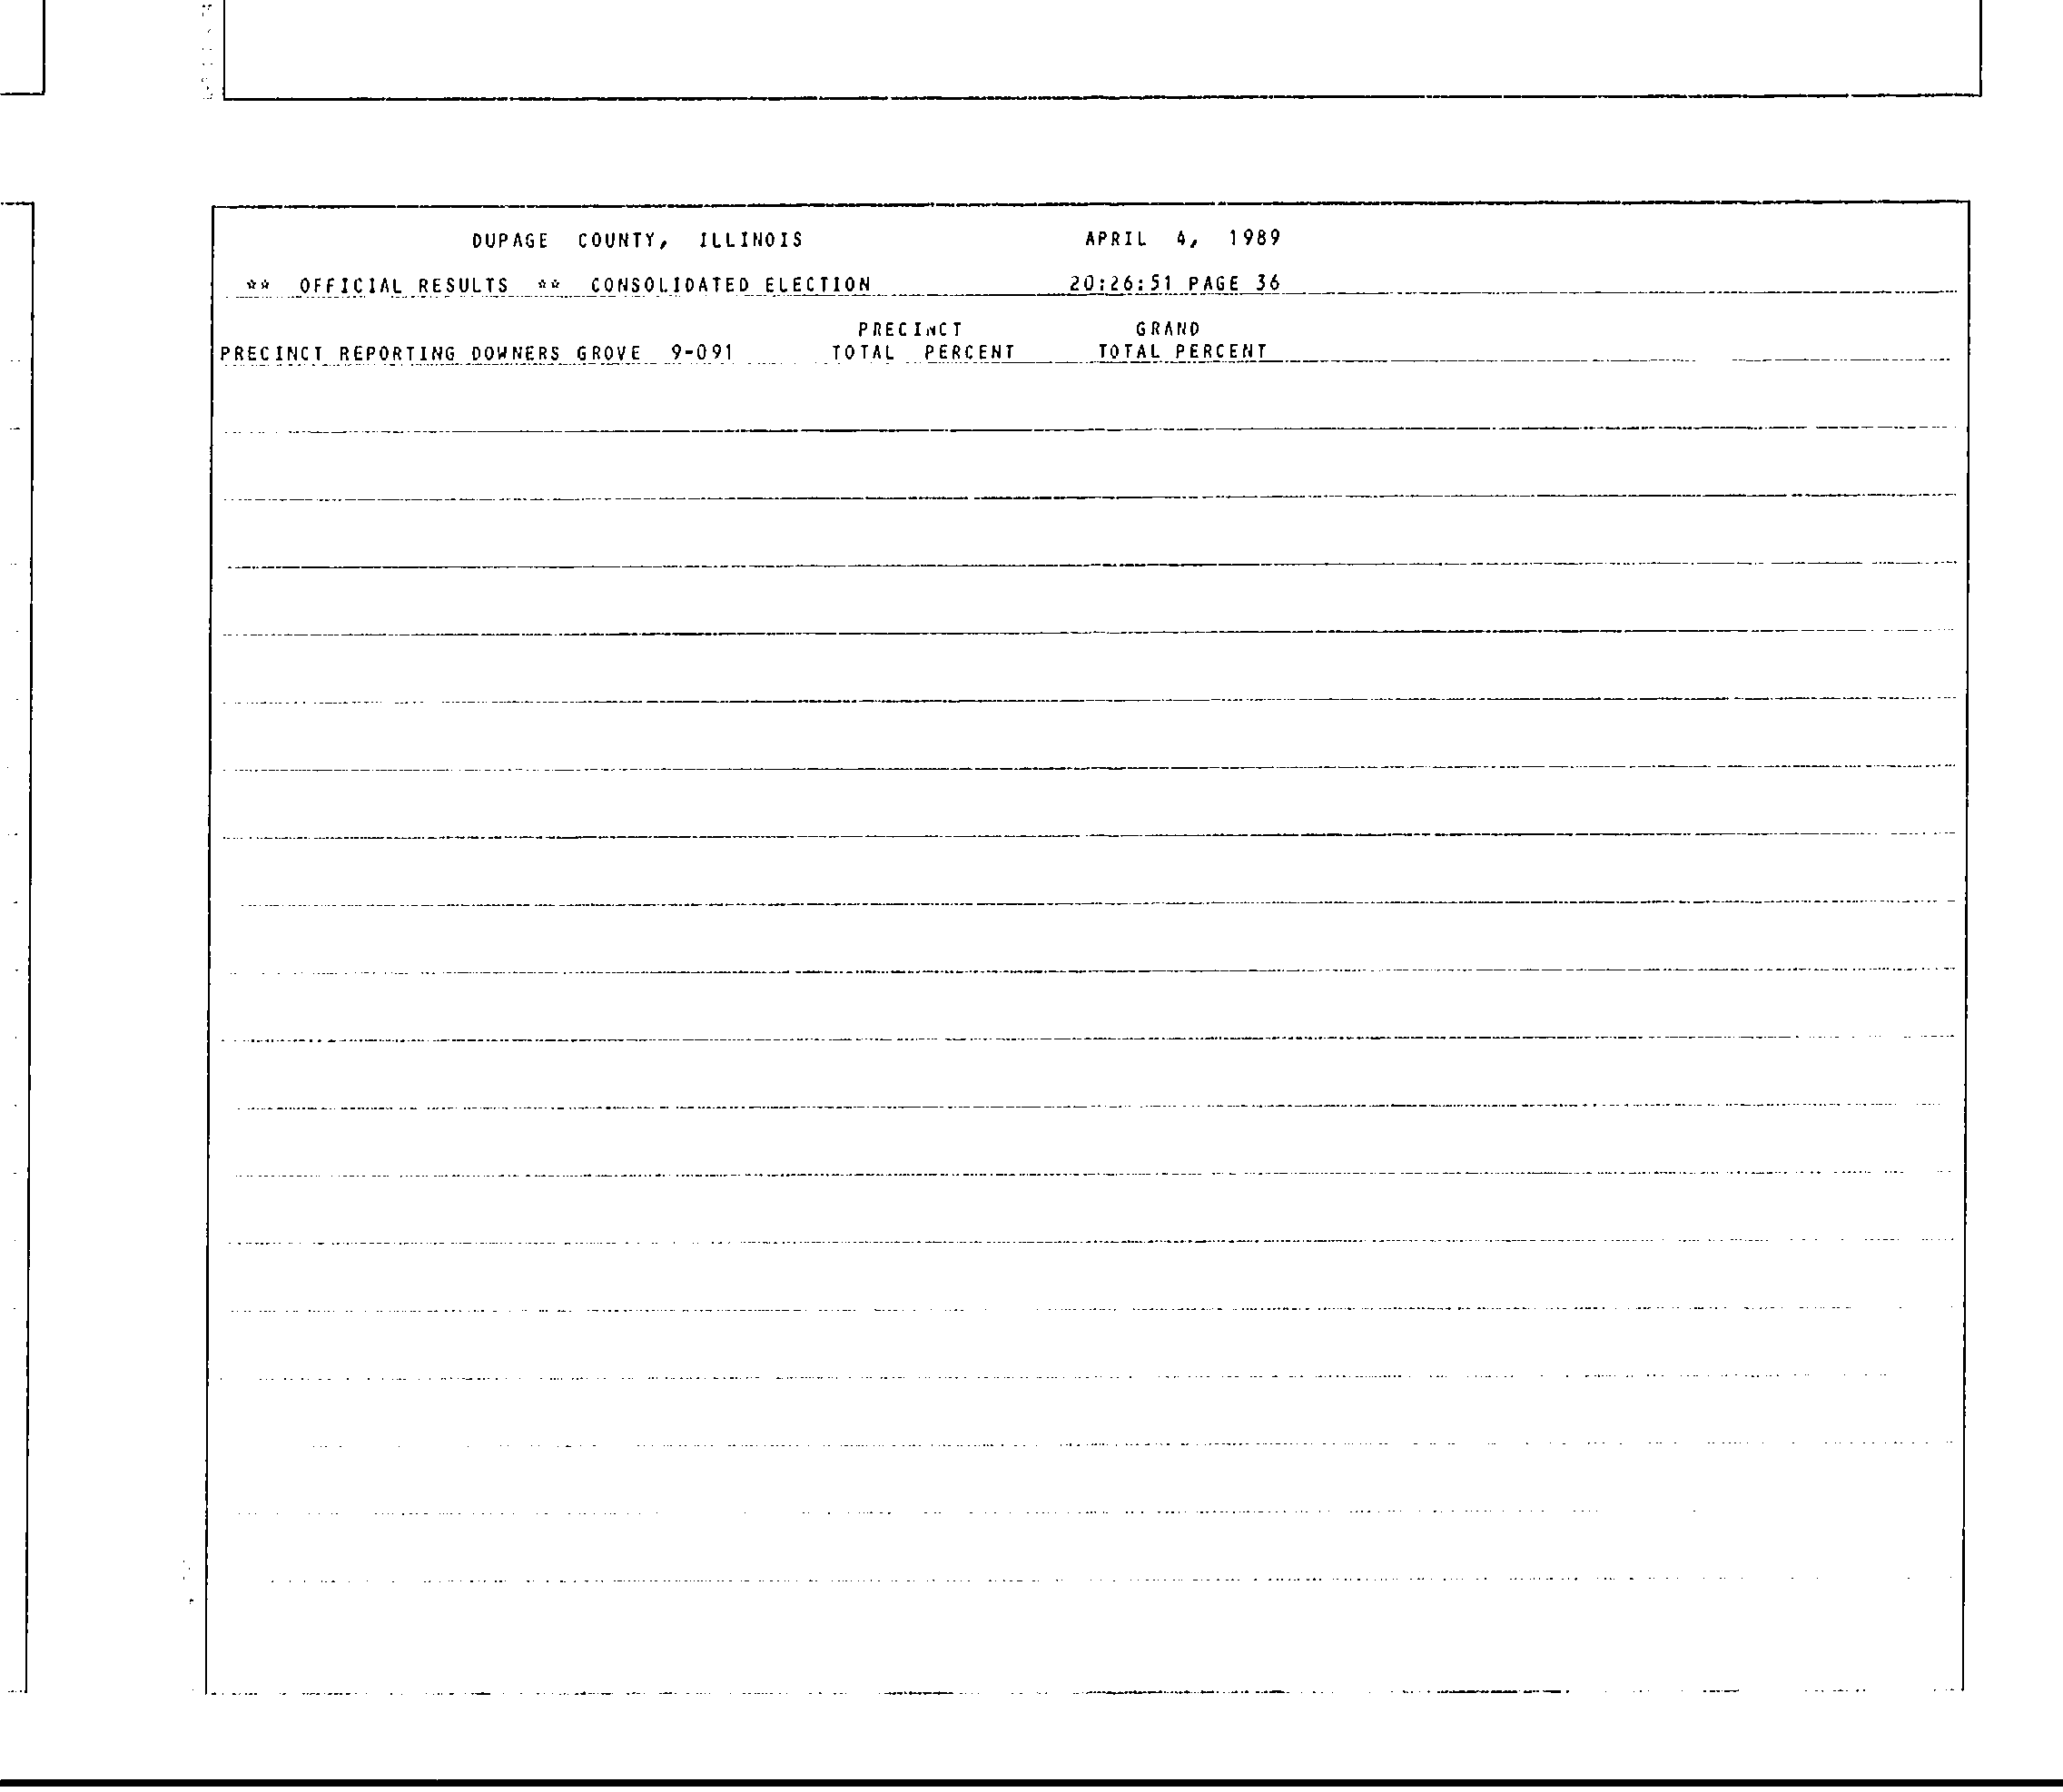 DUPAGE COUNTY, ILLINOIS APRIL 4, 1989
** OFFICIAL RESULTS ** CONSOLIDATED ELECTION 20:26:51 PAGE 36
PRECINCT GRAND
PRECINCT REPORTING DOWNERS GROVE 9-091 TOTAL PERCENT TOTAL PERCENT